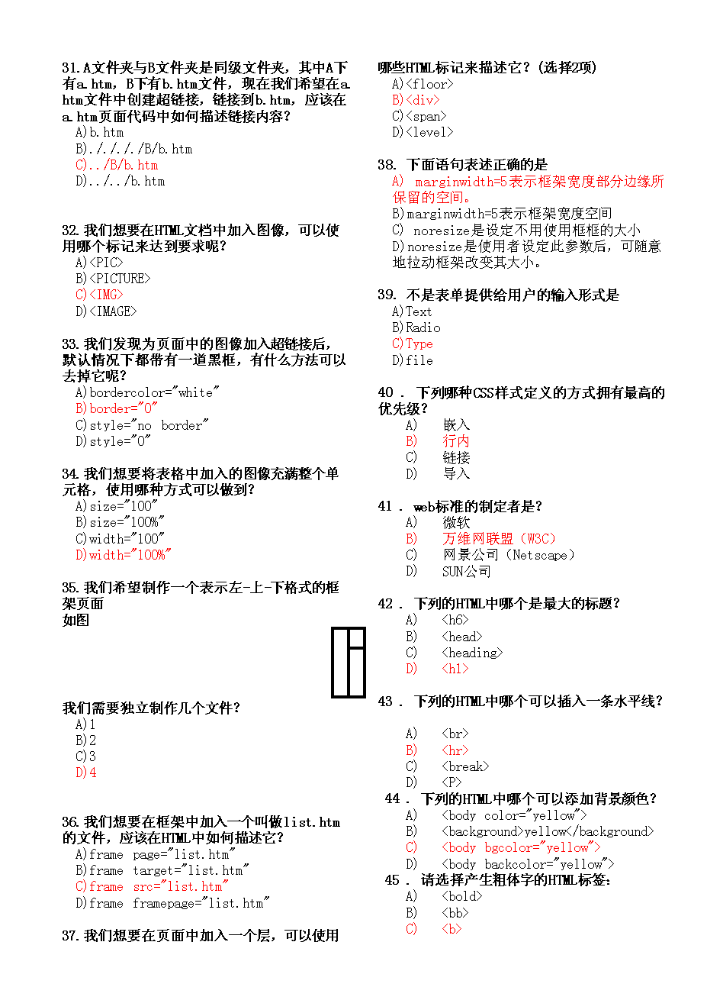 31.A文件夹与B文件夹是同级文件夹，其中A下
有a.htm，B下有b.htm文件，现在我们希望在a.
htm文件中创建超链接，链接到b.htm，应该在
a.htm页面代码中如何描述链接内容？
A)b.htm
B)./././/B/b.htm
C)../B/b.htm
D)../../b.htm
32.我们想要在HTML文档中加入图像，可以使
用哪个标记来达到要求呢？
A)<PIC>
B)<PICTURE>
C)<IMG>
D)<IMAGE>
33.我们发现为页面中的图像加入超链接后，
默认情况下都带有一道黑框，有什么方法可以
去掉它呢？
A)bordercolor="white"
B)border="0"
C)style="no border"
D)style="0"
34.我们想要将表格中加入的图像充满整个单
元格，使用哪种方式可以做到？
A)size="100"
B)size="100%"
C)width="100"
D)width="100%"
35.我们希望制作一个表示左-上-下格式的框
架页面
如图
我们需要独立制作几个文件？
A)1
B)2
C)3
D)4
36.我们想要在框架中加入一个叫做list.htm
的文件，应该在HTML中如何描述它？
A)frame page="list.htm"
B)frame target="list.htm"
C)frame src="list.htm"
D)frame framepage="list.htm"
37.我们想要在页面中加入一个层，可以使用
哪些HTML标记来描述它？(选择2项)
A)<floor>
B)<div>
C)<span>
D)<level>
38. 下面语句表述正确的是
A) marginwidth=5表示框架宽度部分边缘所
保留的空间。
B)marginwidth=5表示框架宽度空间
C) noresize是设定不用使用框框的大小
D)noresize是使用者设定此参数后，可随意
地拉动框架改变其大小。
39. 不是表单提供给用户的输入形式是
A)Text
B)Radio
C)Type
D)file
40 . 下列哪种CSS样式定义的方式拥有最高的
优先级？
A) 嵌入
B) 行内
C) 链接
D) 导入
41 . web标准的制定者是？
A) 微软
B) 万维网联盟（W3C）
C) 网景公司（Netscape）
D) SUN公司
42 . 下列的HTML中哪个是最大的标题？
A) <h6>
B) <head>
C) <heading>
D) <h1>
43 . 下列的HTML中哪个可以插入一条水平线？
A) <br>
B) <hr>
C) <break>
D) <P>
44 . 下列的HTML中哪个可以添加背景颜色？
A) <body color="yellow">
B) <background>yellow</background>
C) <body bgcolor="yellow">
D) <body backcolor="yellow">
45 . 请选择产生粗体字的HTML标签：
A) <bold>
B) <bb>
C) <b>